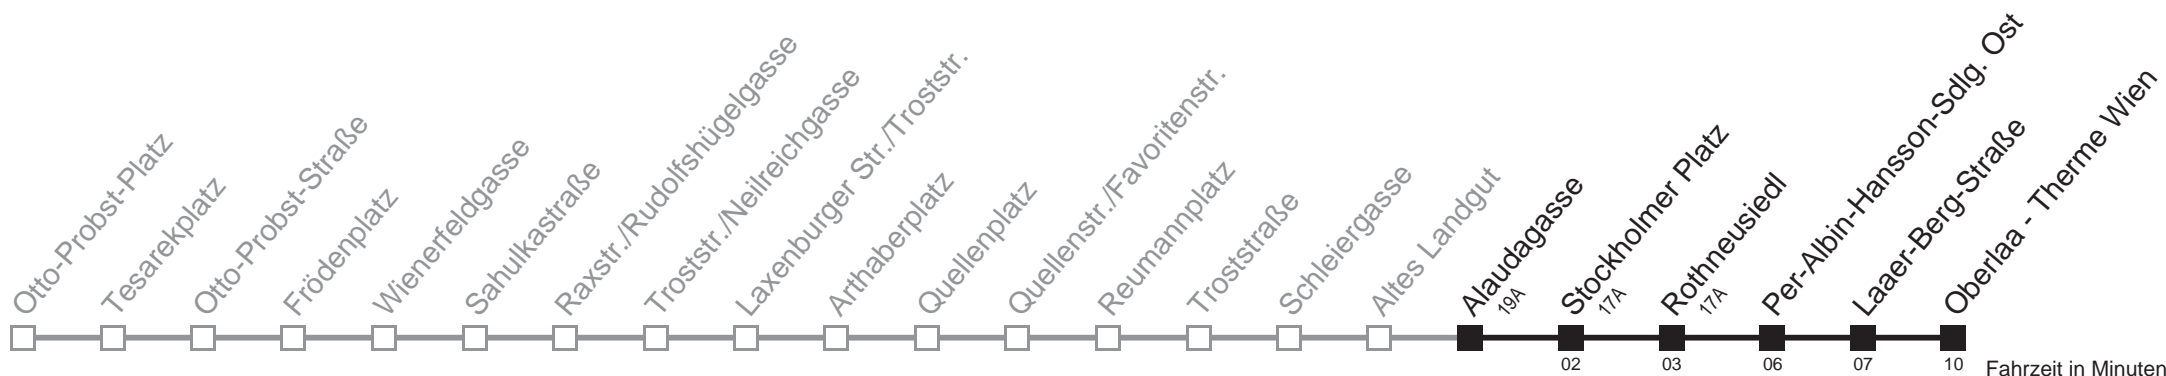 Otto-Probst-Platz
Tesarekplatz
Otto-Probst-Straße
Frödenplatz
Wienerfeldgasse
Sahulkastraße
Raxstr./Rudolfshügelgasse
Troststr./Neilreichgasse
Laxenburger Str./Troststr.
Arthaberplatz
Quellenplatz
Quellenstr./Favoritenstr.
Reumannplatz
Troststraße
Schleiergasse
Altes Landgut
Alaudagasse
19A
Stockholmer Platz
17A
Rothneusiedl
17A
Per-Albin-Hansson-Sdlg. Ost
Laaer-Berg-Straße
Oberlaa - Therme Wien
02 03 06 07 10 Fahrzeit in Minuten